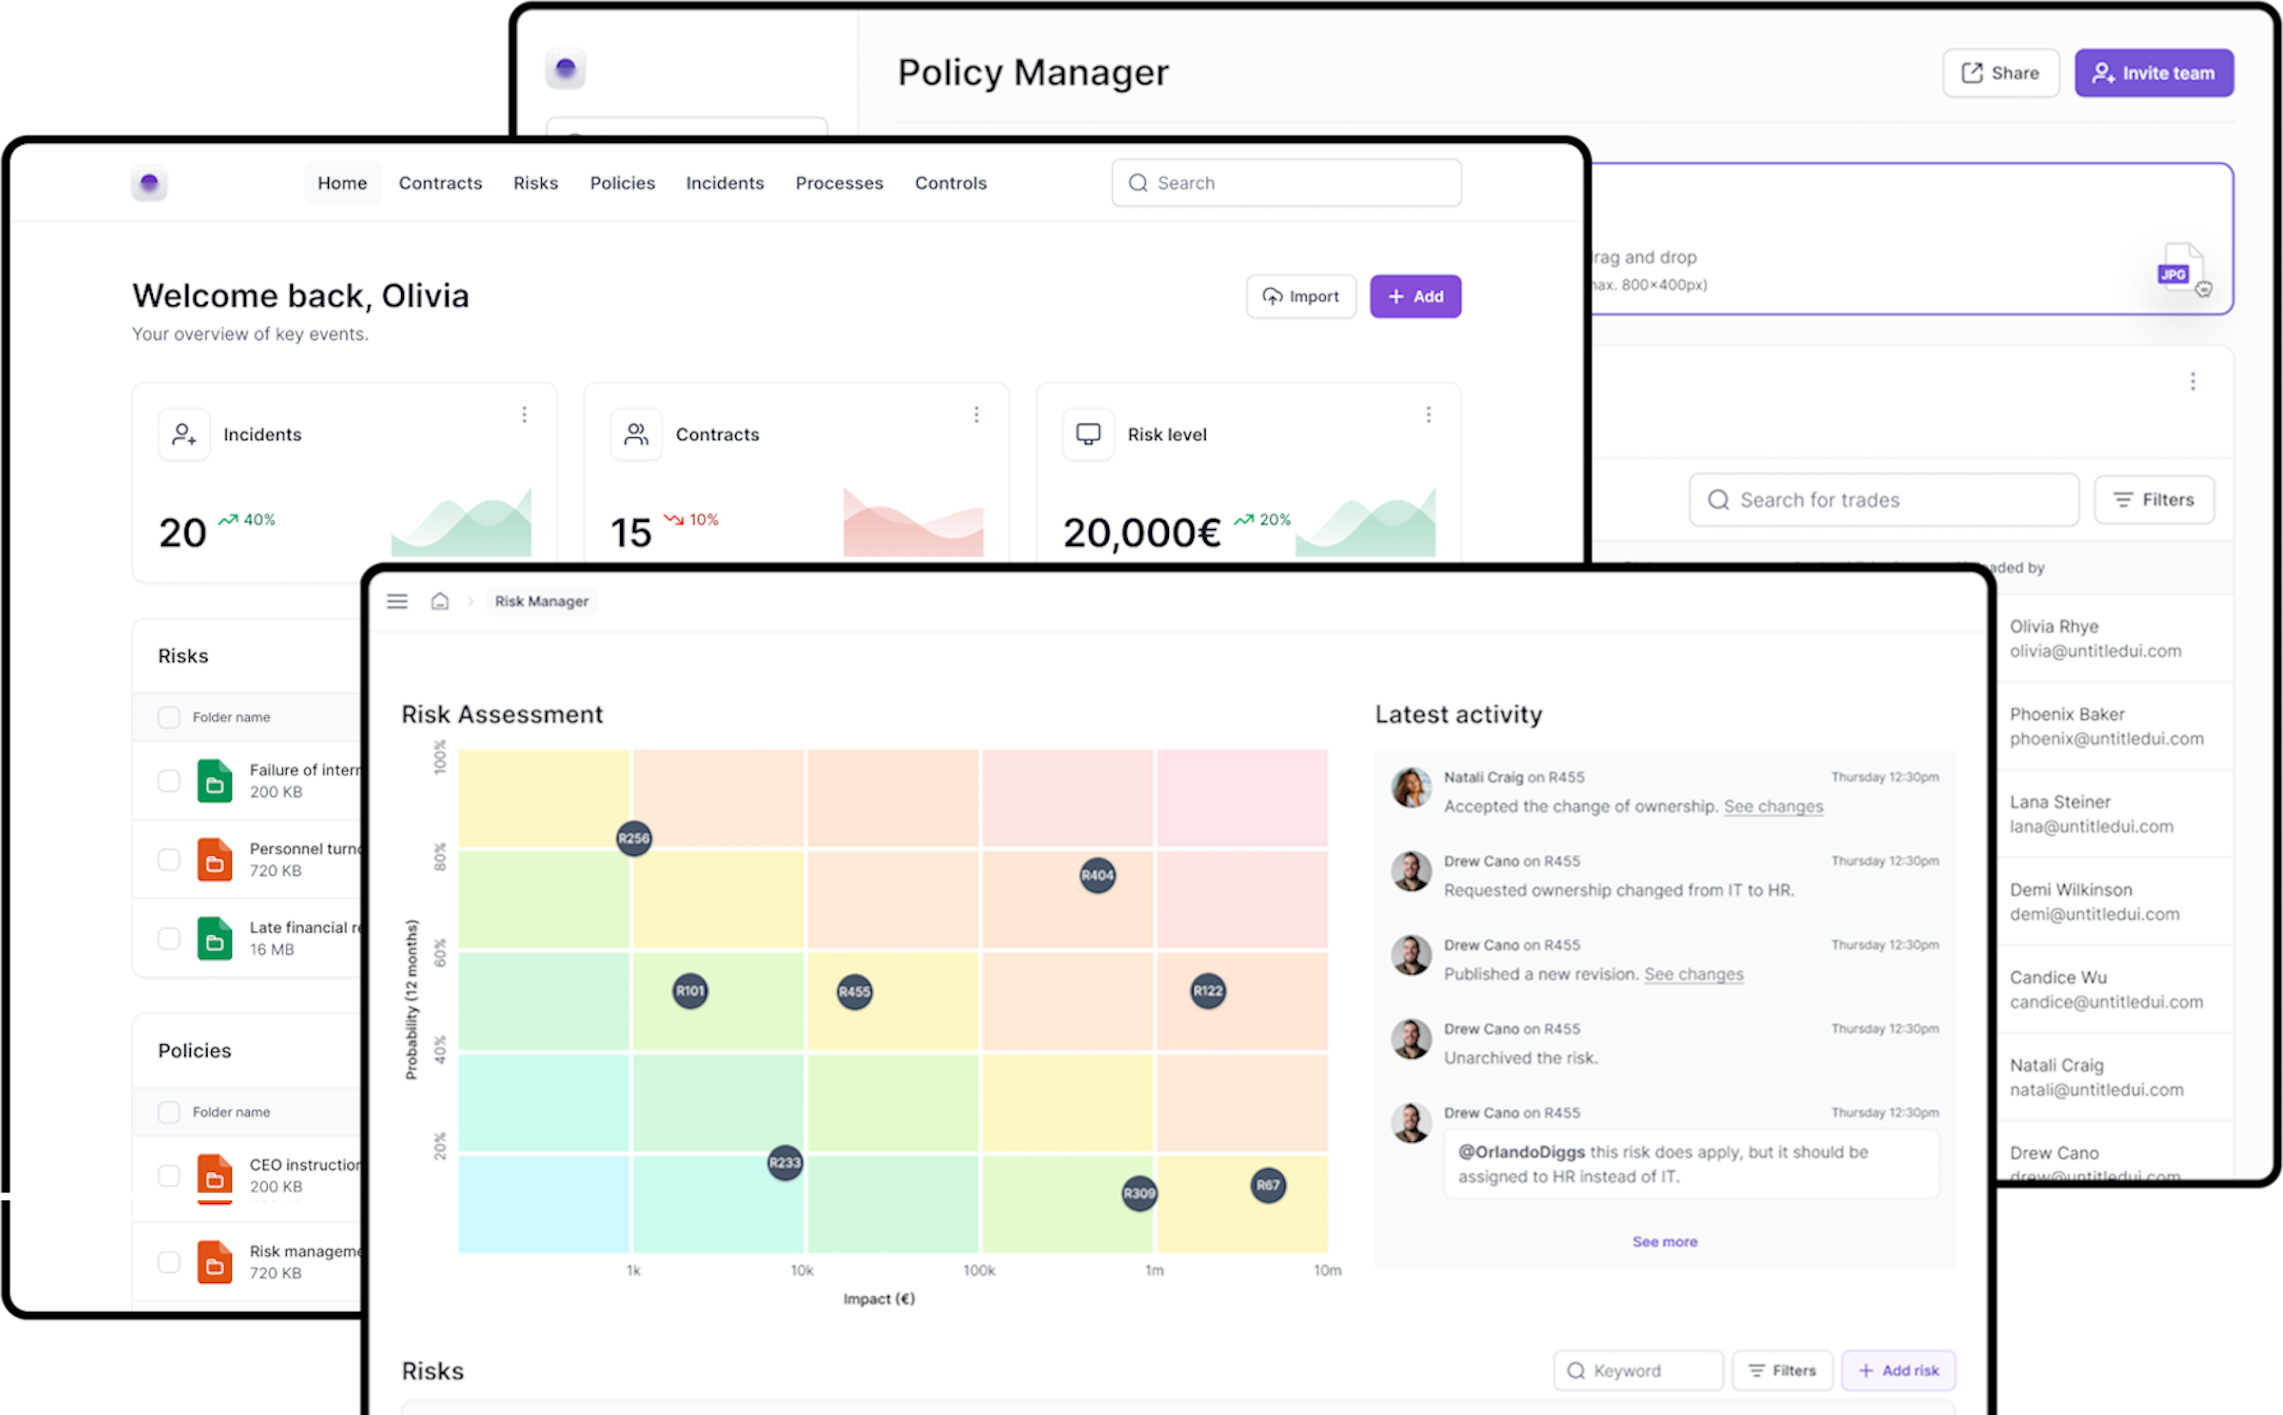 Policy Manager
Share
Invite team
Home
Contracts
Risks
Policies
Incidents
Processes
Controls
Search
drag and drop
max. 800×400px)
JPG
Welcome back, Olivia
Your overview of key events.
Import
Add
Incidents
20
40%
Contracts
15
10%
Risk level
20,000€
20%
Search for trades
Filters
Risks
Folder name
Failure of
200 KB
Personnel
720 KB
Late financial
16 MB
Policies
Folder name
CEO
200 KB
Risk
720 KB
Risk Manager
Risk Assessment
100%
80%
60%
40%
20%
Probability (12 months)
R256
R404
R101
R455
R122
R233
R309
R67
1k
10k
100k
1m
10m
Impact (€)
Latest activity
Natali Craig on R455
Thursday 12:30pm
Accepted the change of ownership. See changes
Drew Cano on R455
Thursday 12:30pm
Requested ownership changed from IT to HR.
Drew Cano on R455
Thursday 12:30pm
Published a new revision. See changes
Drew Cano on R455
Thursday 12:30pm
Unarchived the risk.
Drew Cano on R455
Thursday 12:30pm
@OrlandoDiggs this risk does apply, but it should be
assigned to HR instead of IT.
See more
Risks
Keyword
Filters
Add risk
by
Olivia Rhye
olivia@untitledui.com
Phoenix Baker
phoenix@untitledui.com
Lana Steiner
lana@untitledui.com
Demi Wilkinson
demi@untitledui.com
Candice Wu
candice@untitledui.com
Natali Craig
natali@untitledui.com
Drew Cano
drew@untitledui.com